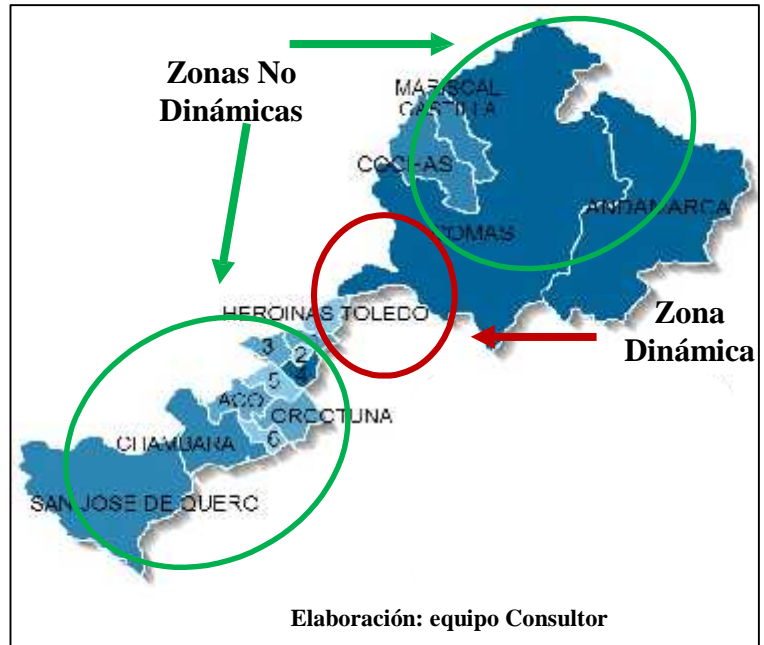 Zonas No
Dinámicas
MARISCAL
CASTILLA
COCHAS
ANDAMARCA
COMAS
HEROINAS TOLEDO
Zona
Dinámica
3
2
4
5
ACO
ORCOTUNA
6
CHAMBARA
SAN JOSE DE QUERO
Elaboración: equipo Consultor